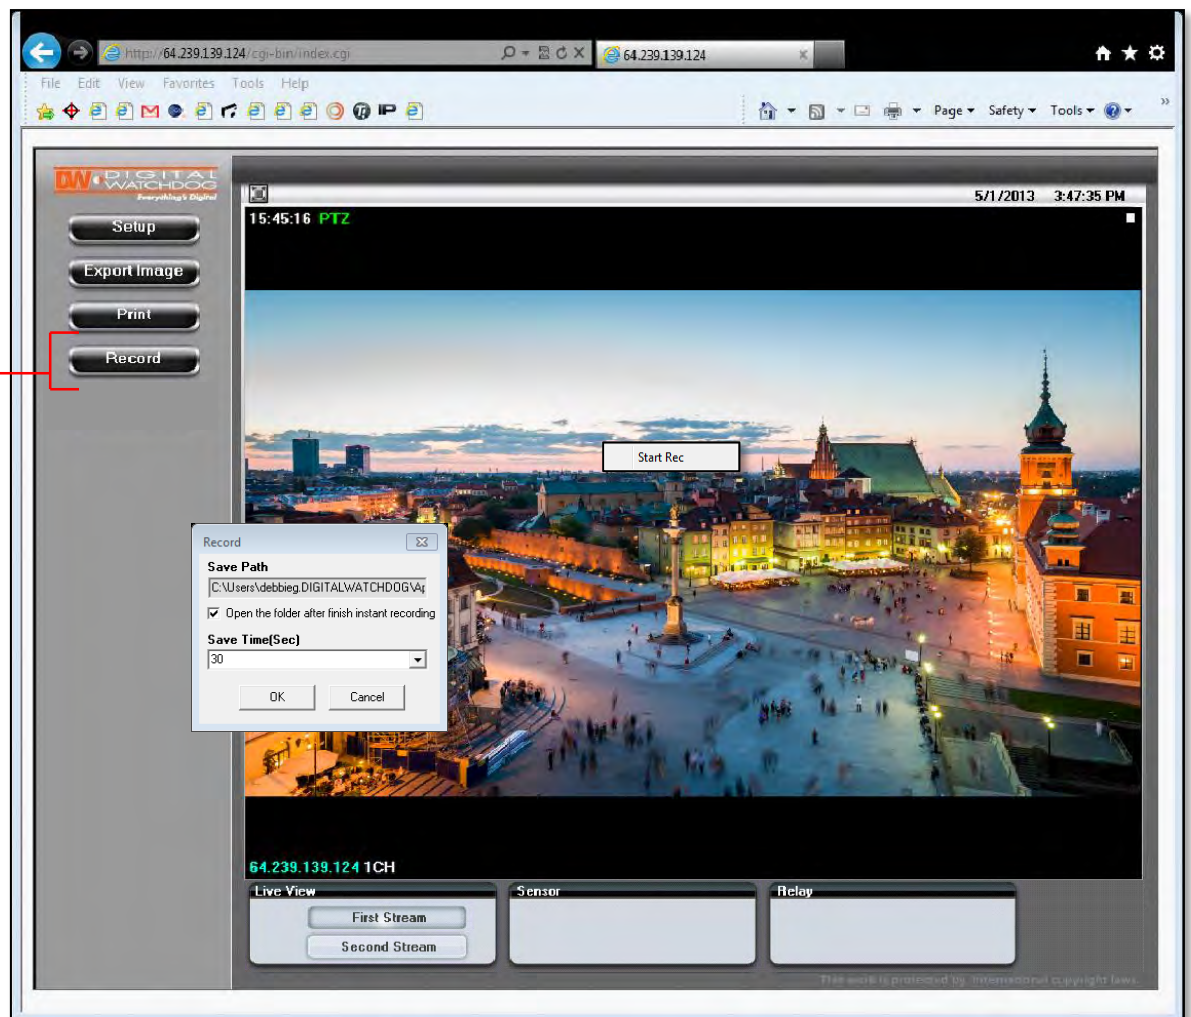 http://64.239.139.124/cgi-bin/index.cgi
64.239.139.124
File Edit View Favorites Tools Help
Page Safety Tools
DIGITAL
WATCHDOG
Everything's Digital
5/1/2013 3:47:35 PM
15:45:16 PTZ
Setup
Export Image
Print
Record
Start Rec
Record
Save Path
C:\Users\debbieg.DIGITALWATCHDOG\Ap
Open the folder after finish instant recording
Save Time(Sec)
30
OK Cancel
64.239.139.124 1CH
Live View Sensor Relay
First Stream
Second Stream
This work is protected by international copyright laws.